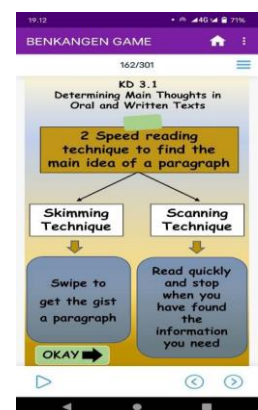 19.12
4G 71%
BENKANGEN GAME
162/301
KD 3.1
Determining Main Thoughts in
Oral and Written Texts
2 Speed reading
technique to find the
main idea of a paragraph
Skimming
Technique
Scanning
Technique
Swipe to
get the gist
a paragraph
Read quickly
and stop
when you
have found
the
information
you need
OKAY